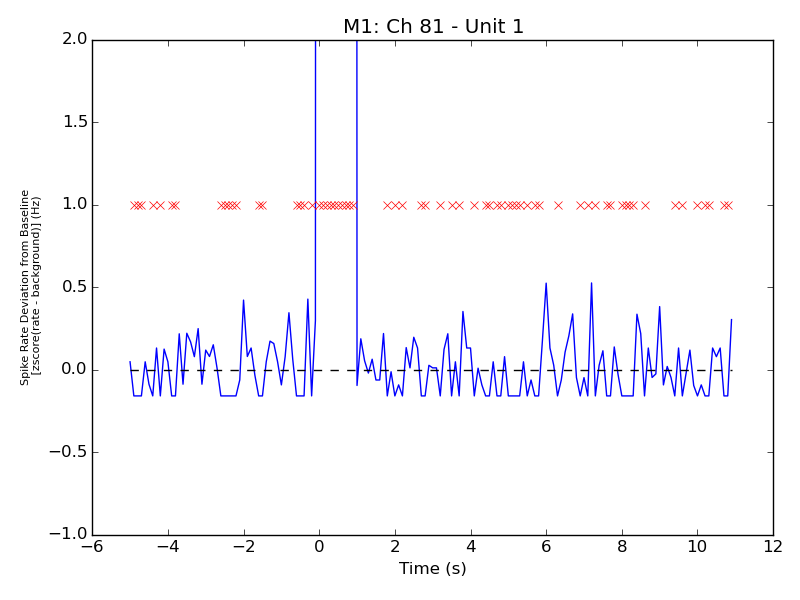 M1: Ch 81 - Unit 1
2.0
1.5
1.0
0.5
0.0
−0.5
−1.0
Spike Rate Deviation from Baseline
[zscore(rate - background)] (Hz)
−6 −4 −2 0 2 4 6 8 10 12
Time (s)